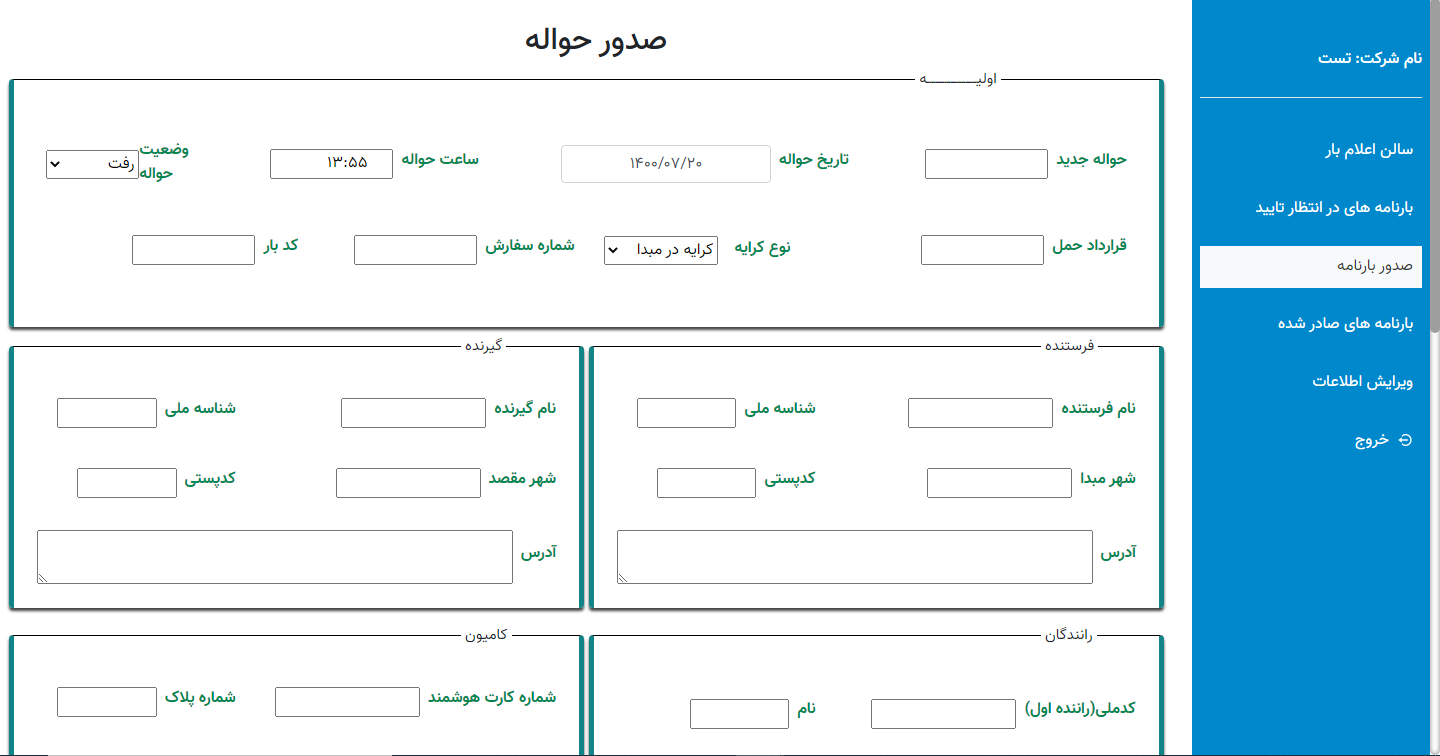 نام شرکت: تست
سالن اعلام بار
بارنامه های در انتظار تایید
صدور بارنامه
بارنامه های صادر شده
ویرایش اطلاعات
خروج
صدور حواله
اولیــــــــــه
حواله جدید
تاریخ حواله ۱۴۰۰/۰۷/۲۰
ساعت حواله ۱۳:۵۵
وضعیت
حواله رفت
قرارداد حمل
نوع کرایه کرایه در مبدا
شماره سفارش
کد بار
فرستنده
نام فرستنده
شناسه ملی
شهر مبدا
کدپستی
آدرس
گیرنده
نام گیرنده
شناسه ملی
شهر مقصد
کدپستی
آدرس
رانندگان
کدملی(راننده اول)
نام
کامیون
شماره کارت هوشمند
شماره پلاک